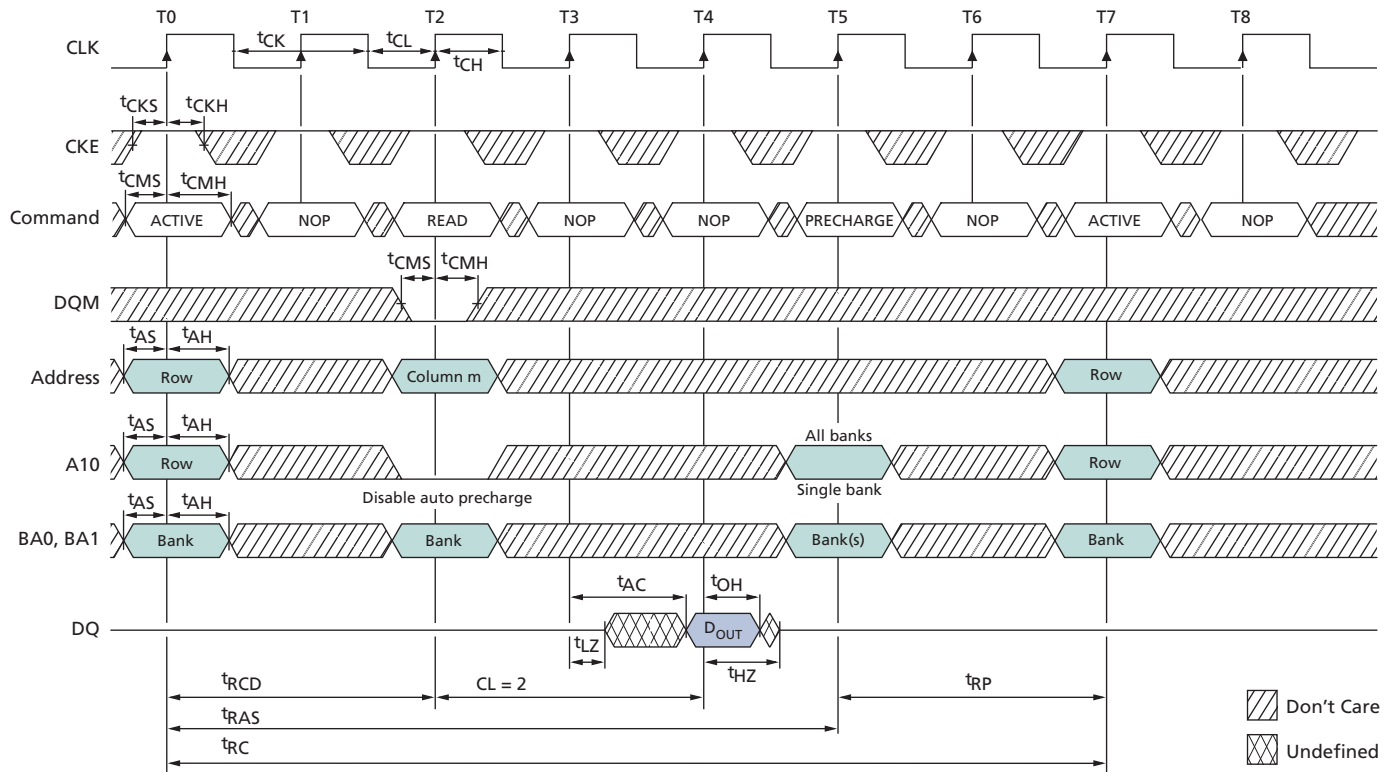 T0 T1 T2 T3 T4 T5 T6 T7 T8
CLK
tCK tCL
tCH
tCKS tCKH
CKE
tCMS tCMH
Command ACTIVE NOP READ NOP NOP PRECHARGE NOP ACTIVE NOP
tCMS tCMH
DQM
tAS tAH
Address Row Column m Row
tAS tAH
All banks
A10 Row Row
Disable auto precharge Single bank
tAS tAH
BA0, BA1 Bank Bank Bank(s) Bank
tAC tOH
DQ DOUT
tLZ
tHZ
tRCD CL = 2 tRP
tRAS
tRC
Don't Care
Undefined